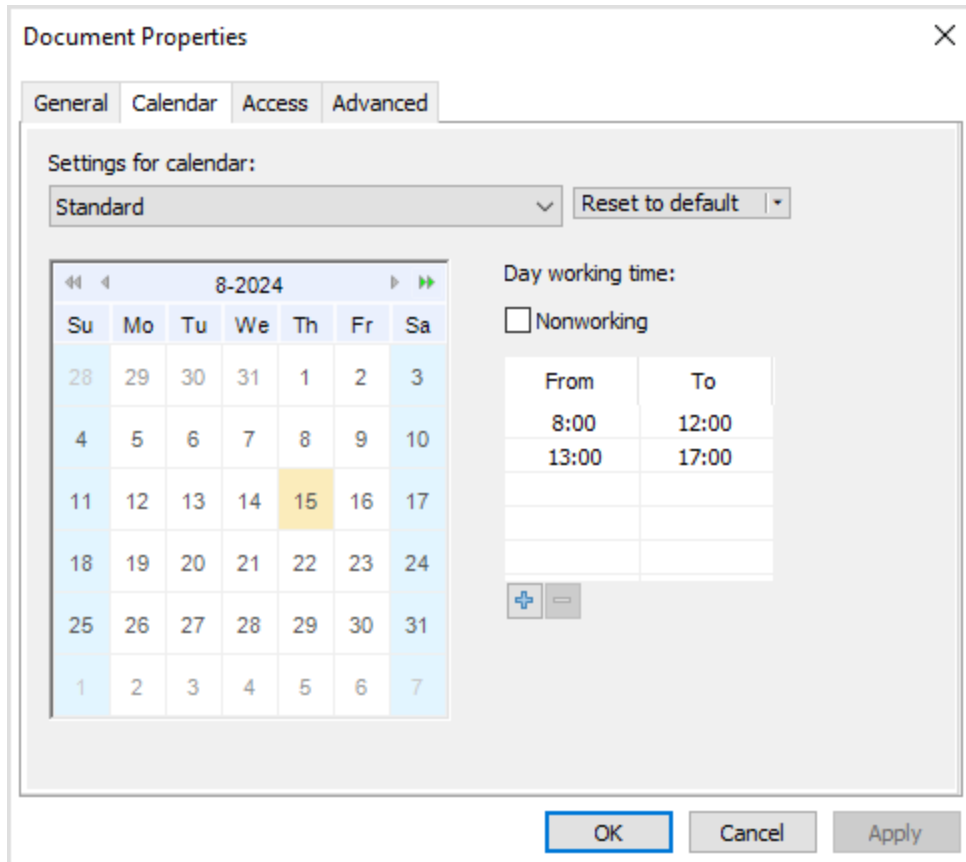 Document Properties
General Calendar Access Advanced
Settings for calendar:
Standard Reset to default
8-2024
Su Mo Tu We Th Fr Sa
28 29 30 31 1 2 3
4 5 6 7 8 9 10
11 12 13 14 15 16 17
18 19 20 21 22 23 24
25 26 27 28 29 30 31
1 2 3 4 5 6 7
Day working time:
Nonworking
From To
8:00 12:00
13:00 17:00
OK Cancel Apply